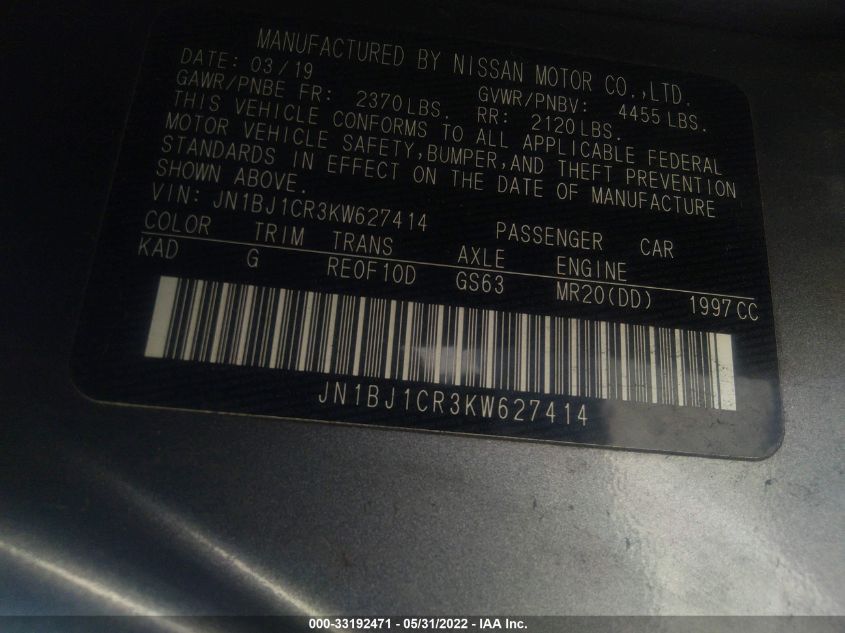 MANUFACTURED BY NISSAN MOTOR CO.,LTD.
DATE: 03/19 GVWR/PNBV: 4455 LBS.
GAWR/PNBE FR: 2370 LBS. RR: 2120 LBS.
THIS VEHICLE CONFORMS TO ALL APPLICABLE FEDERAL
MOTOR VEHICLE SAFETY,BUMPER,AND THEFT PREVENTION
STANDARDS IN EFFECT ON THE DATE OF MANUFACTURE
SHOWN ABOVE.
VIN: JN1BJ1CR3KW627414 PASSENGER CAR
COLOR TRIM TRANS AXLE ENGINE
KAD G RE0F10D GS63 MR20(DD) 1997CC
JN1BJ1CR3KW627414
000-33192471 - 05/31/2022 - IAA Inc.